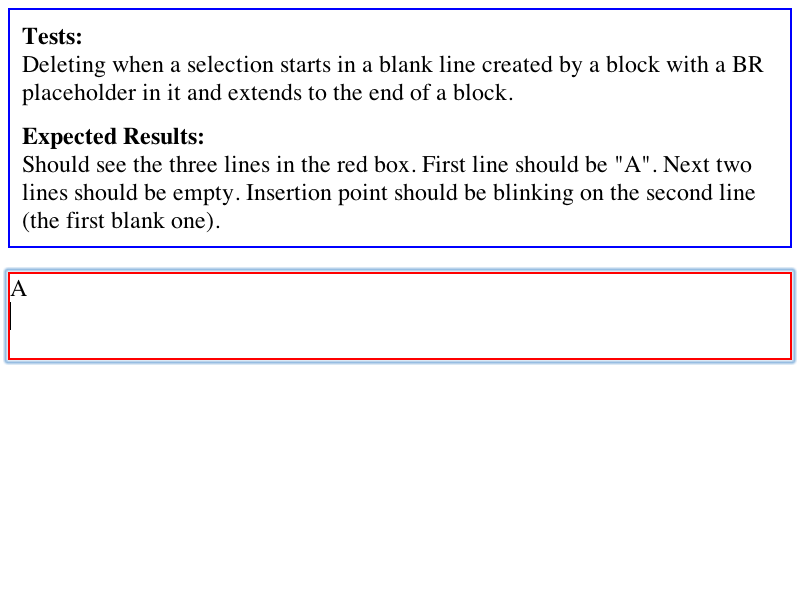 Tests:
Deleting when a selection starts in a blank line created by a block with a BR
placeholder in it and extends to the end of a block.
Expected Results:
Should see the three lines in the red box. First line should be "A". Next two
lines should be empty. Insertion point should be blinking on the second line
(the first blank one).
A